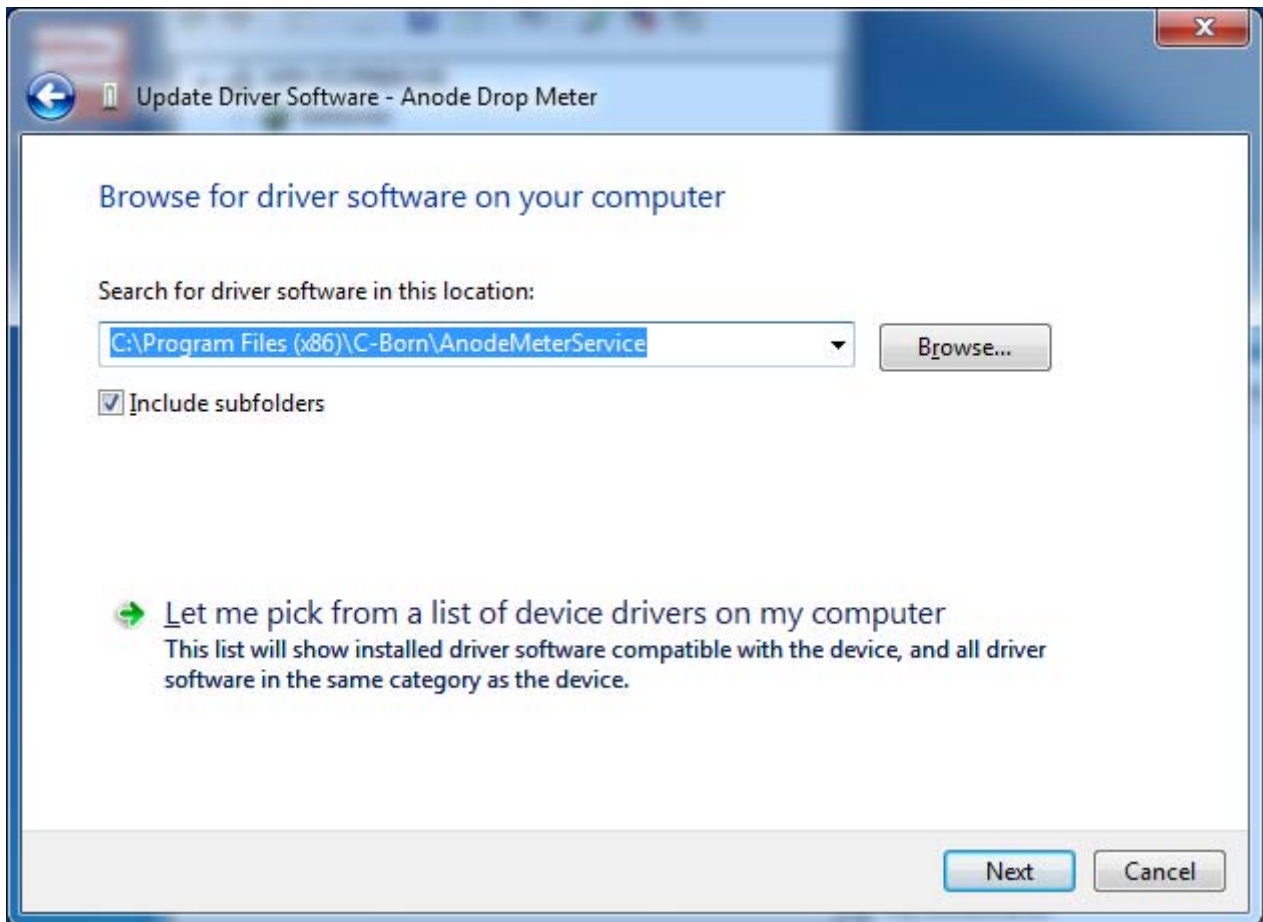 Update Driver Software - Anode Drop Meter
Browse for driver software on your computer
Search for driver software in this location:
C:\Program Files (x86)\C-Born\AnodeMeterService
Browse...
Include subfolders
Let me pick from a list of device drivers on my computer
This list will show installed driver software compatible with the device, and all driver
software in the same category as the device.
Next
Cancel